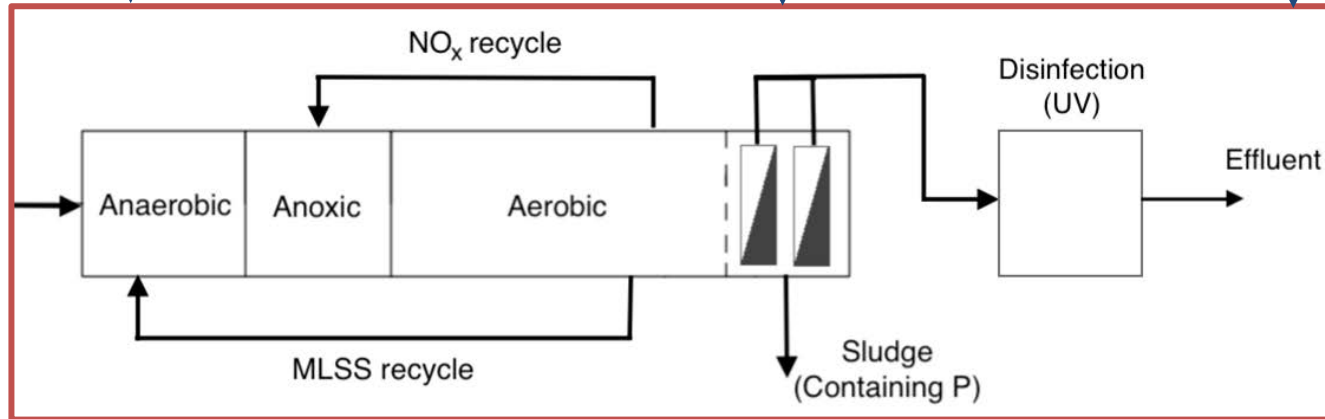 NOx recycle
Disinfection
(UV)
Effluent
Anaerobic
Anoxic
Aerobic
MLSS recycle
Sludge
(Containing P)